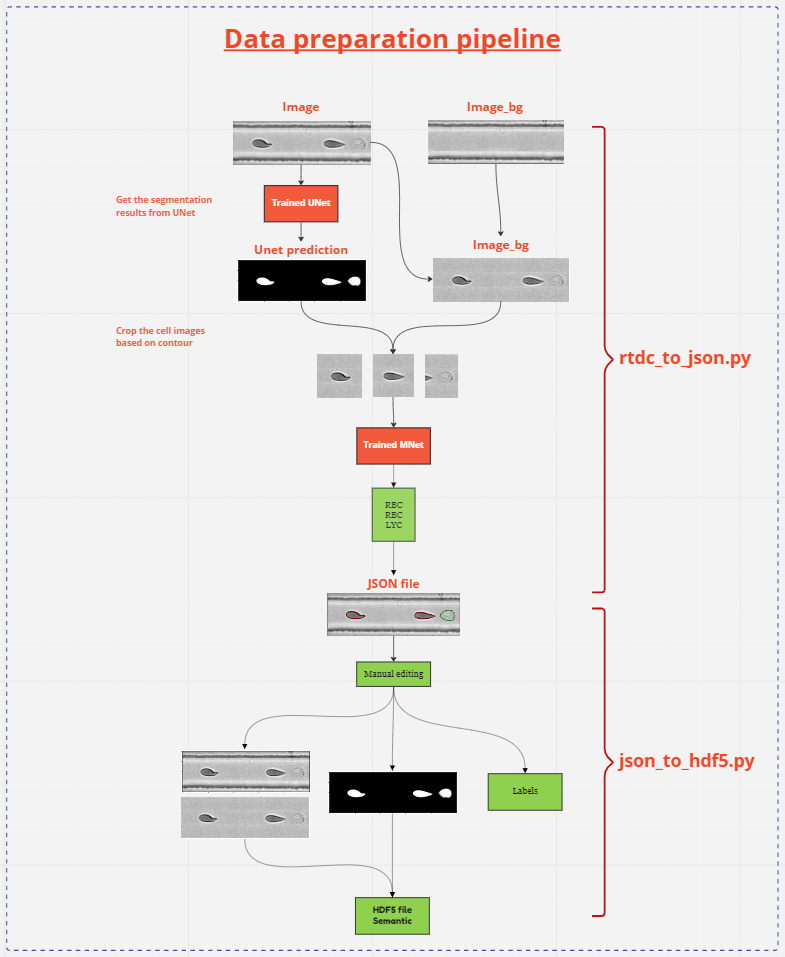 Data preparation pipeline
Image
Image_bg
Trained UNet
Get the segmentation
results from UNet
Unet prediction
Image_bg
Crop the cell images
based on contour
rtdc_to_json.py
Trained MNet
RBC
RBC
LYC
JSON file
Manual editing
json_to_hdf5.py
Labels
HDF5 file
Semantic